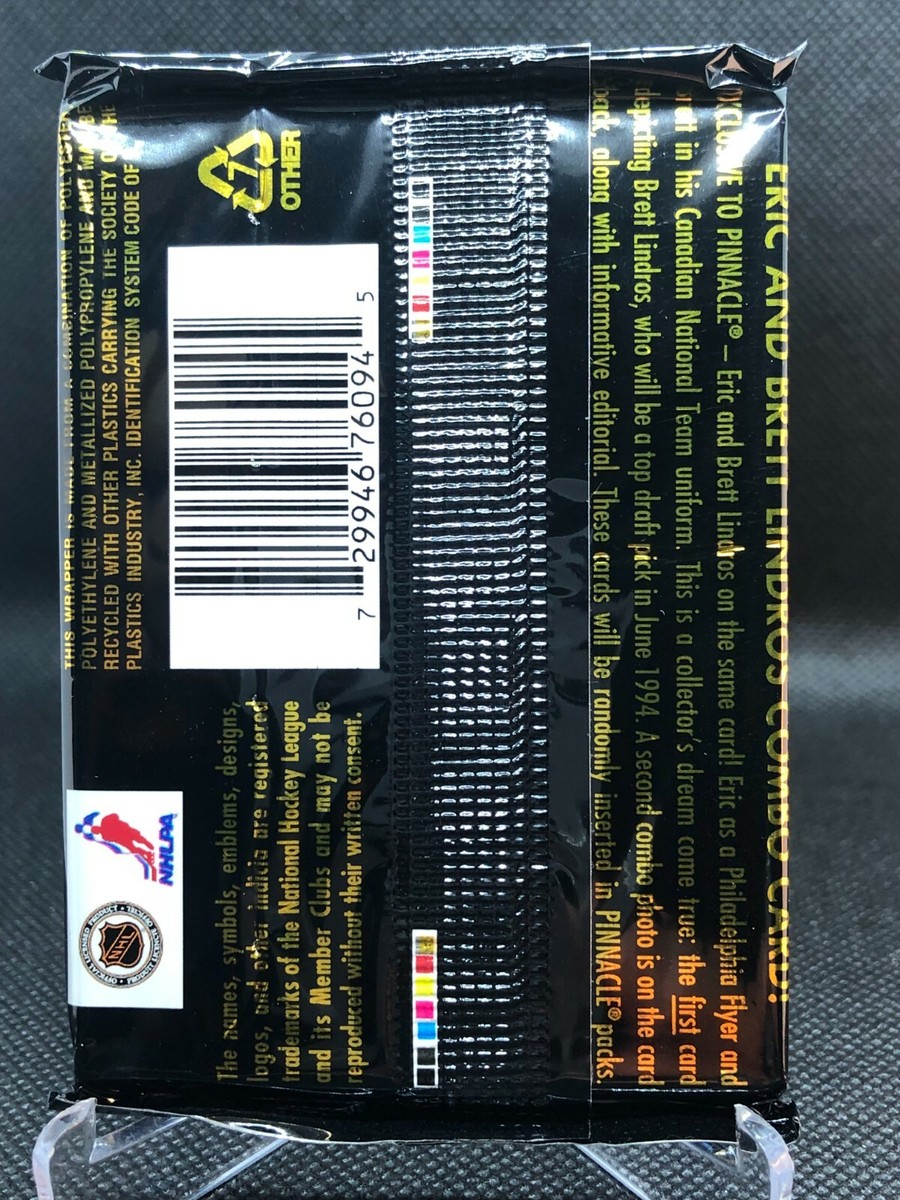 ERIC AND BRETT LINDROS COMBO CARD!
EXCLUSIVE TO PINNACLE® – Eric and Brett Lindros on the same card! Eric as a Philadelphia Flyer and
Brett in his Canadian National Team uniform. This is a collector's dream come true: the first card
depicting Brett Lindros, who will be a top draft pick in June 1994. A second combo photo is on the card
back, along with informative editorial. These cards will be randomly inserted in PINNACLE® packs.
7 29946 76094 5
1
OTHER
The names, symbols, emblems, designs,
logos, and other indicia are registered
trademarks of the National Hockey League
and its Member Clubs and may not be
reproduced without their written consent.
THIS WRAPPER IS MADE FROM A COMBINATION OF
POLYETHYLENE AND METALLIZED POLYPROPYLENE AND MAY BE
RECYCLED WITH OTHER PLASTICS CARRYING THE SOCIETY OF THE
PLASTICS INDUSTRY, INC. IDENTIFICATION SYSTEM CODE OF
NHLPA
NHL
OFFICIAL LICENSED PRODUCT